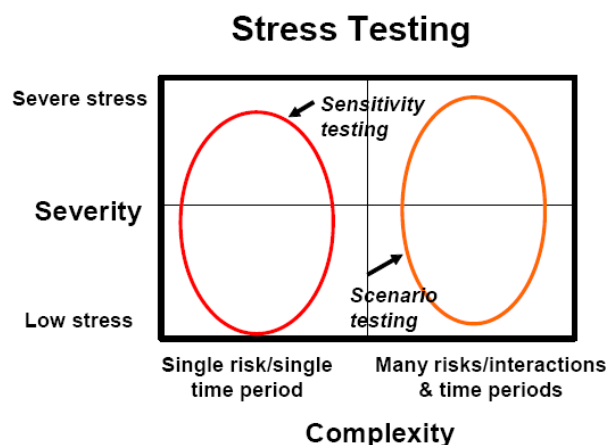 Stress Testing
Severe stress
Sensitivity
testing
Severity
Scenario
testing
Low stress
Single risk/single
time period
Many risks/interactions
& time periods
Complexity